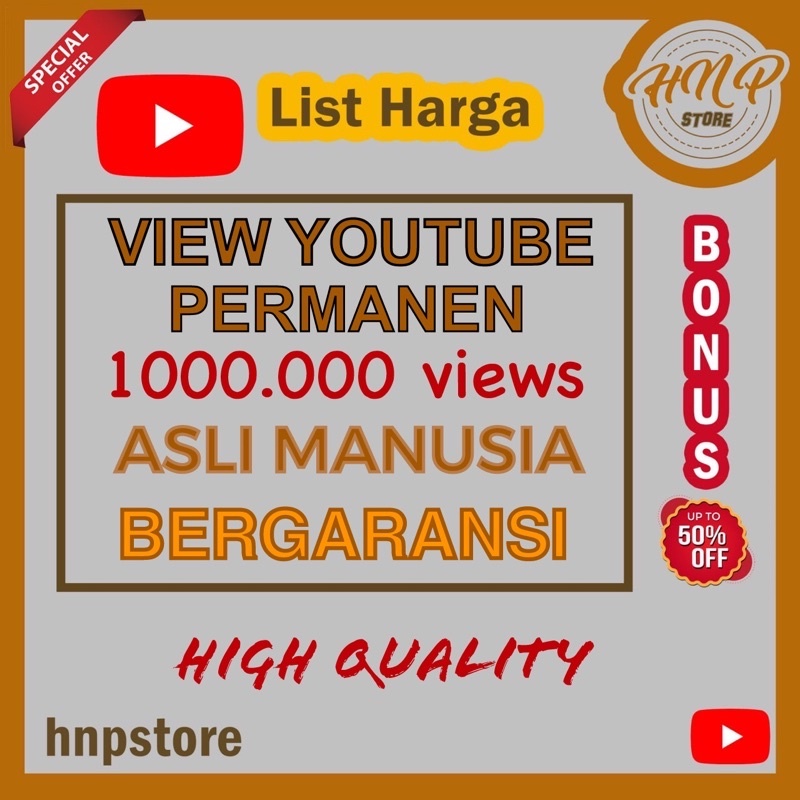 SPECIAL
OFFER
List Harga
HNP
STORE
VIEW YOUTUBE
PERMANEN
1000.000 views
ASLI MANUSIA
BERGARANSI
BONUS
UP TO
50%
OFF
HIGH QUALITY
hnpstore